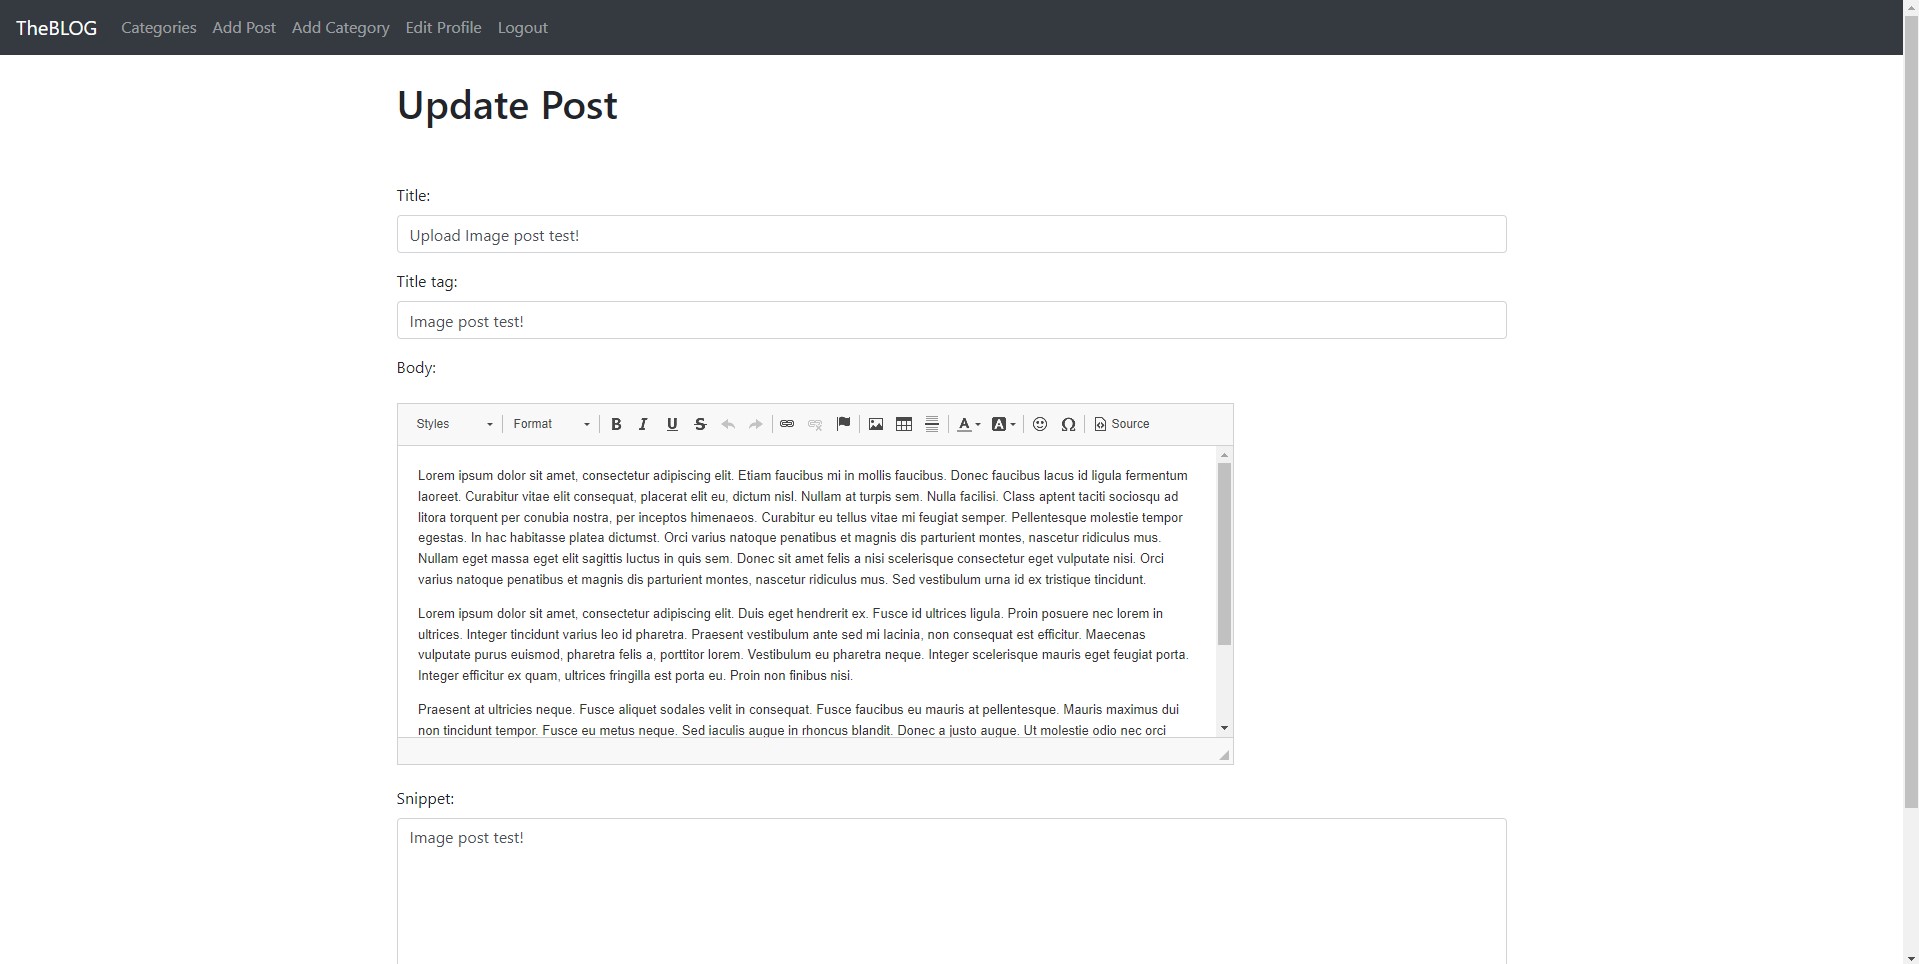 TheBLOG Categories Add Post Add Category Edit Profile Logout
Update Post
Title:
Upload Image post test!
Title tag:
Image post test!
Body:
Styles Format B I U S A A Ω Source
Lorem ipsum dolor sit amet, consectetur adipiscing elit. Etiam faucibus mi in mollis faucibus. Donec faucibus lacus id ligula fermentum
laoreet. Curabitur vitae elit consequat, placerat elit eu, dictum nisl. Nullam at turpis sem. Nulla facilisi. Class aptent taciti sociosqu ad
litora torquent per conubia nostra, per inceptos himenaeos. Curabitur eu tellus vitae mi feugiat semper. Pellentesque molestie tempor
egestas. In hac habitasse platea dictumst. Orci varius natoque penatibus et magnis dis parturient montes, nascetur ridiculus mus.
Nullam eget massa eget elit sagittis luctus in quis sem. Donec sit amet felis a nisi scelerisque consectetur eget vulputate nisi. Orci
varius natoque penatibus et magnis dis parturient montes, nascetur ridiculus mus. Sed vestibulum urna id ex tristique tincidunt.
Lorem ipsum dolor sit amet, consectetur adipiscing elit. Duis eget hendrerit ex. Fusce id ultrices ligula. Proin posuere nec lorem in
ultrices. Integer tincidunt varius leo id pharetra. Praesent vestibulum ante sed mi lacinia, non consequat est efficitur. Maecenas
vulputate purus euismod, pharetra felis a, porttitor lorem. Vestibulum eu pharetra neque. Integer scelerisque mauris eget feugiat porta.
Integer efficitur ex quam, ultrices fringilla est porta eu. Proin non finibus nisi.
Praesent at ultricies neque. Fusce aliquet sodales velit in consequat. Fusce faucibus eu mauris at pellentesque. Mauris maximus dui
non tincidunt tempor. Fusce eu metus neque. Sed iaculis augue in rhoncus blandit. Donec a justo augue. Ut molestie odio nec orci
Snippet:
Image post test!